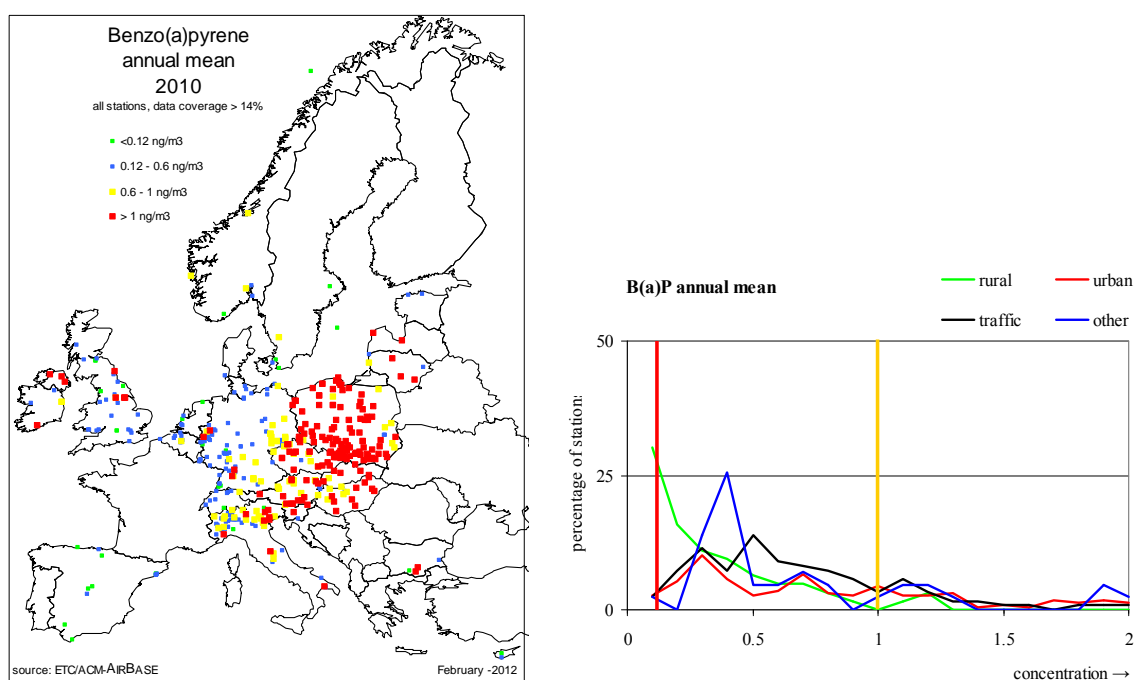 Benzo(a)pyrene
annual mean
2010
all stations, data coverage > 14%
<0.12 ng/m3
0.12 - 0.6 ng/m3
0.6 - 1 ng/m3
> 1 ng/m3
source: ETC/ACM-AIRBASE
February -2012
B(a)P annual mean
rural
urban
traffic
other
percentage of station:
50
25
0
0
0.5
1
1.5
2
concentration →